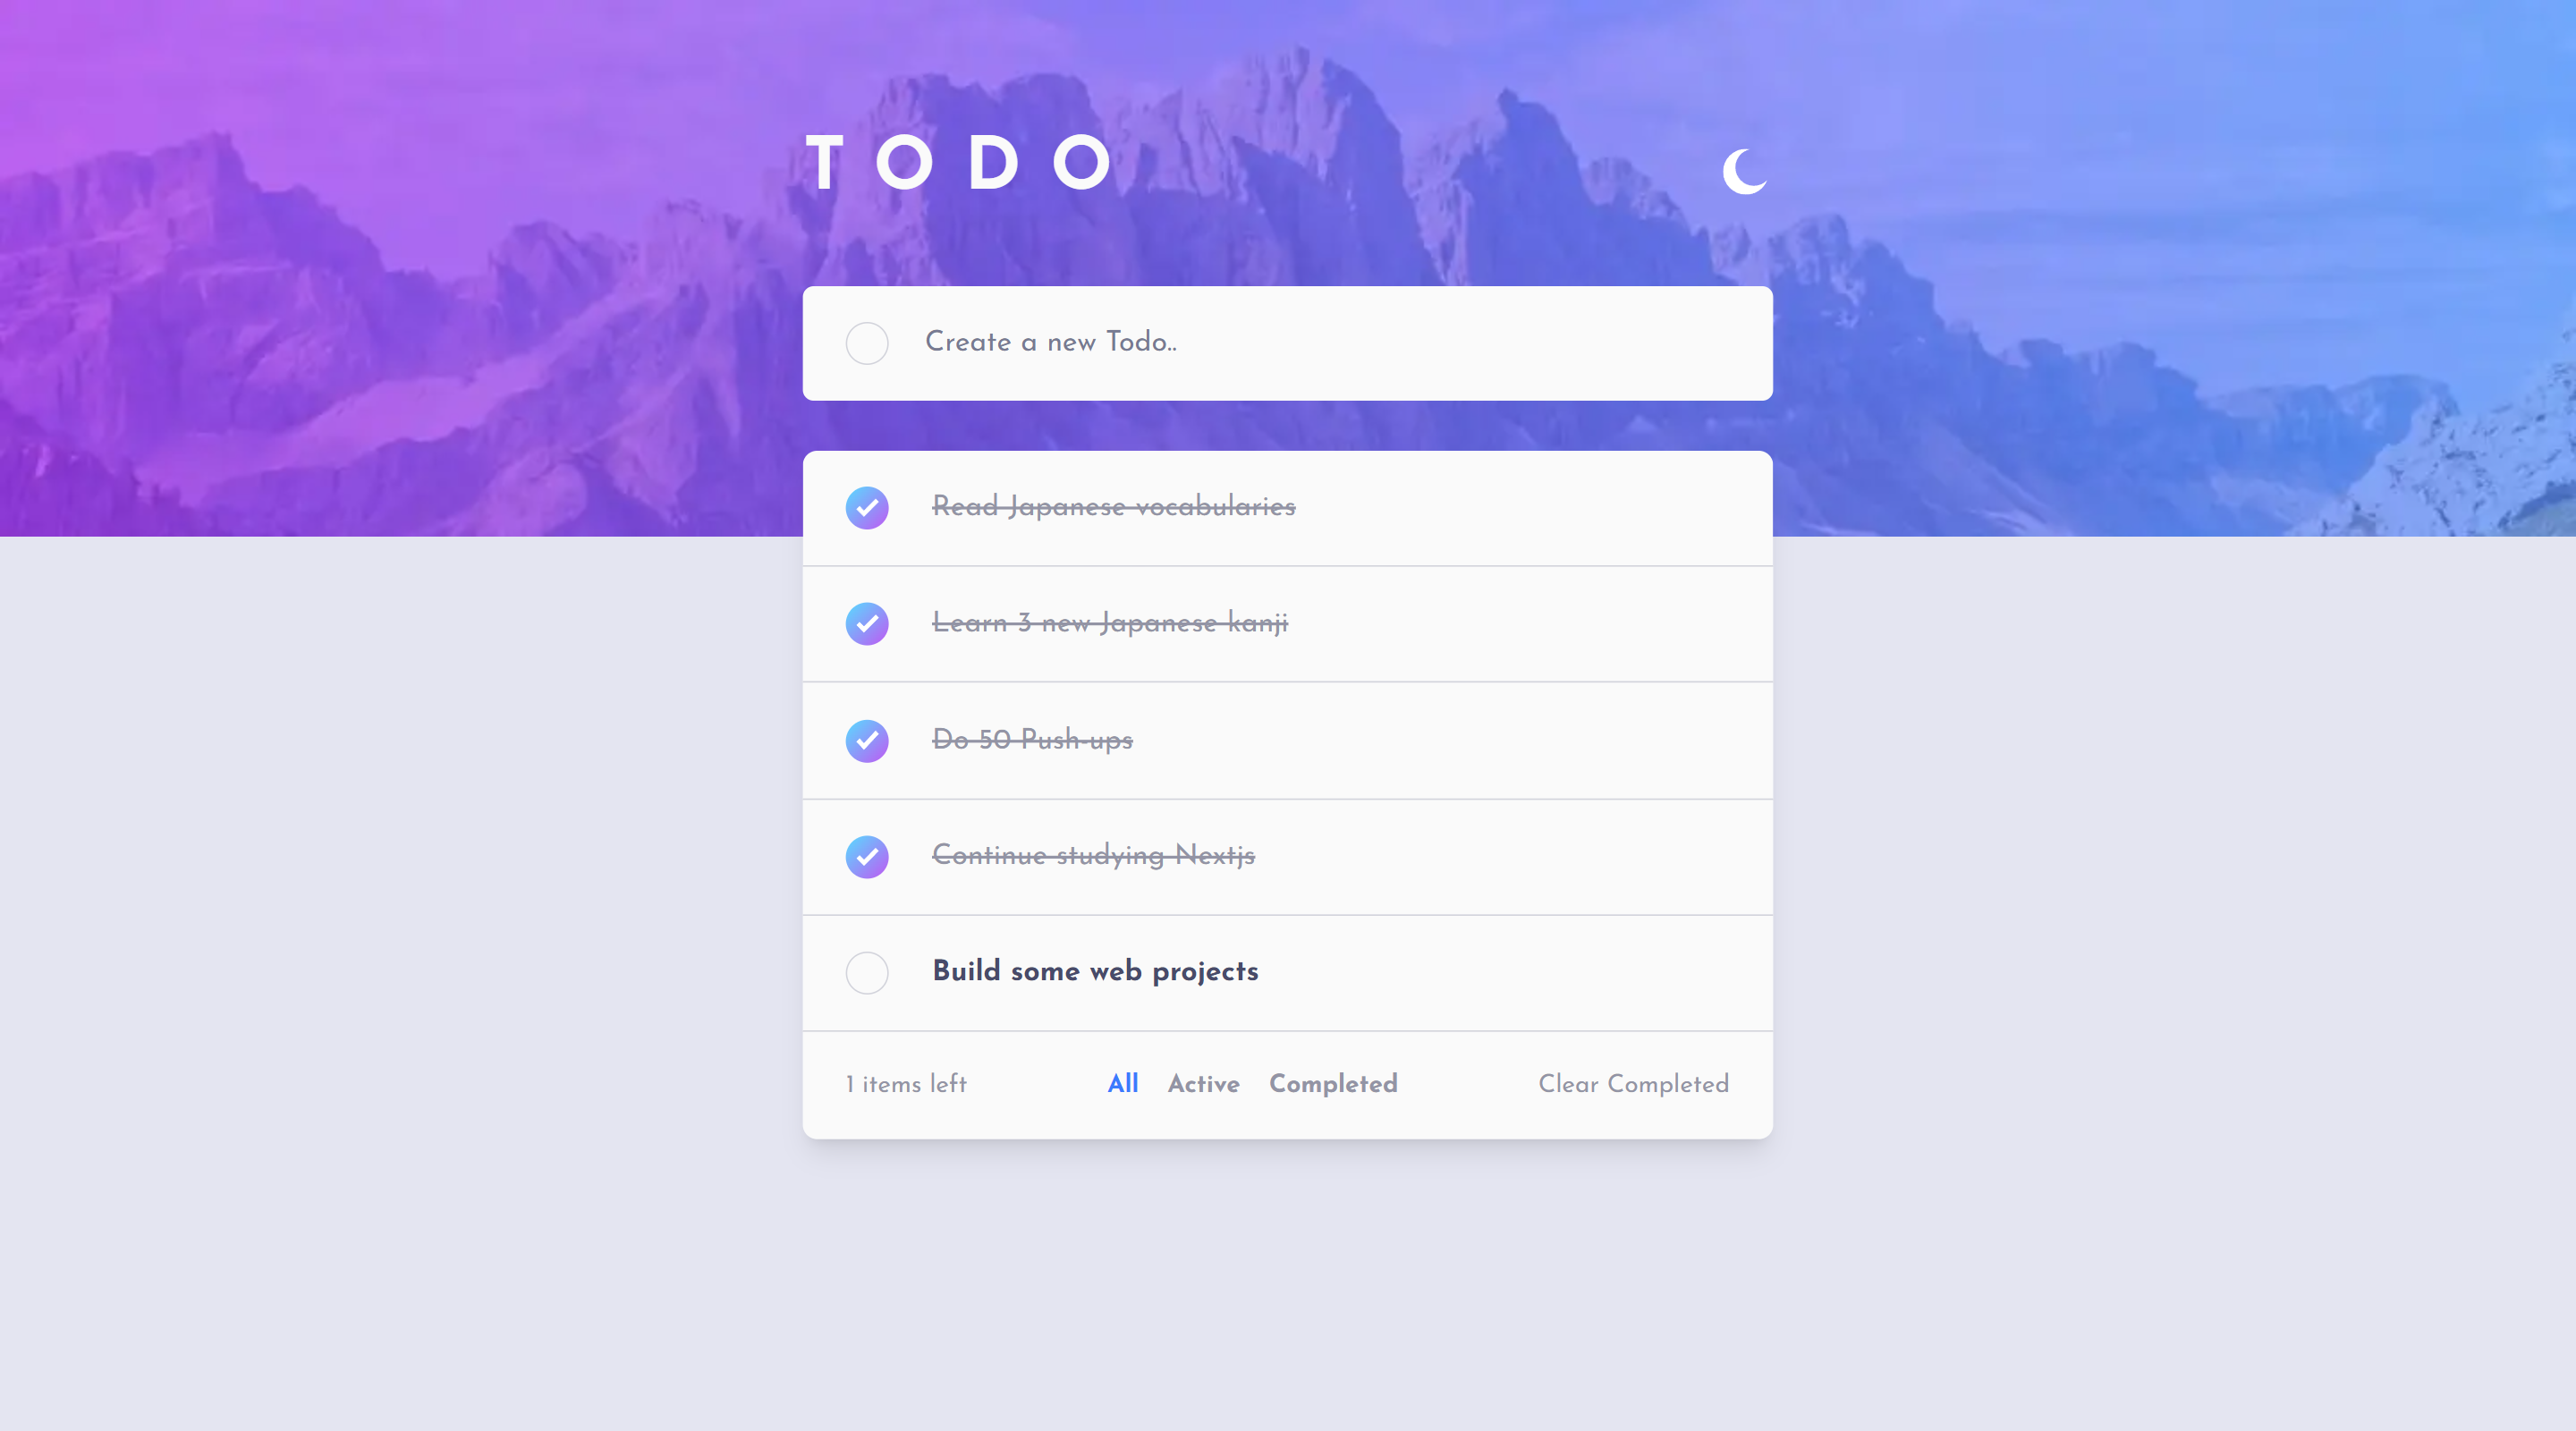 TODO
Create a new Todo..
Read Japanese vocabularies
Learn 3 new Japanese kanji
Do 50 Push-ups
Continue studying Nextjs
Build some web projects
1 items left All Active Completed Clear Completed